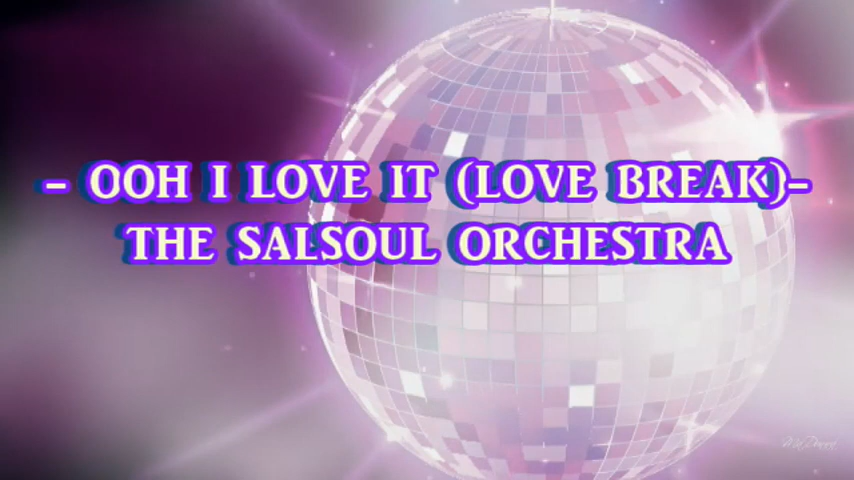 - OOH I LOVE IT (LOVE BREAK)-
THE SALSOUL ORCHESTRA